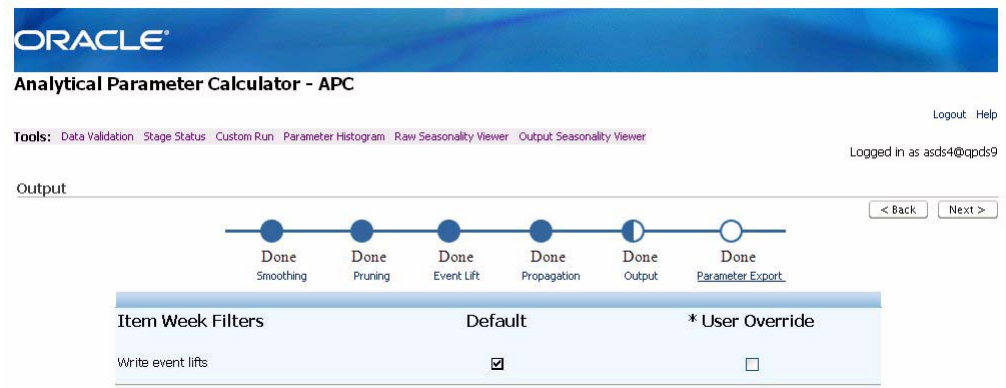 ORACLE®
Analytical Parameter Calculator - APC
Logout Help
Tools: Data Validation Stage Status Custom Run Parameter Histogram Raw Seasonality Viewer Output Seasonality Viewer
Logged in as asds4@qpds9
Output
< Back Next >
Done Done Done Done Done Done
Smoothing Pruning Event Lift Propagation Output Parameter Export
Item Week Filters Default * User Override
Write event lifts